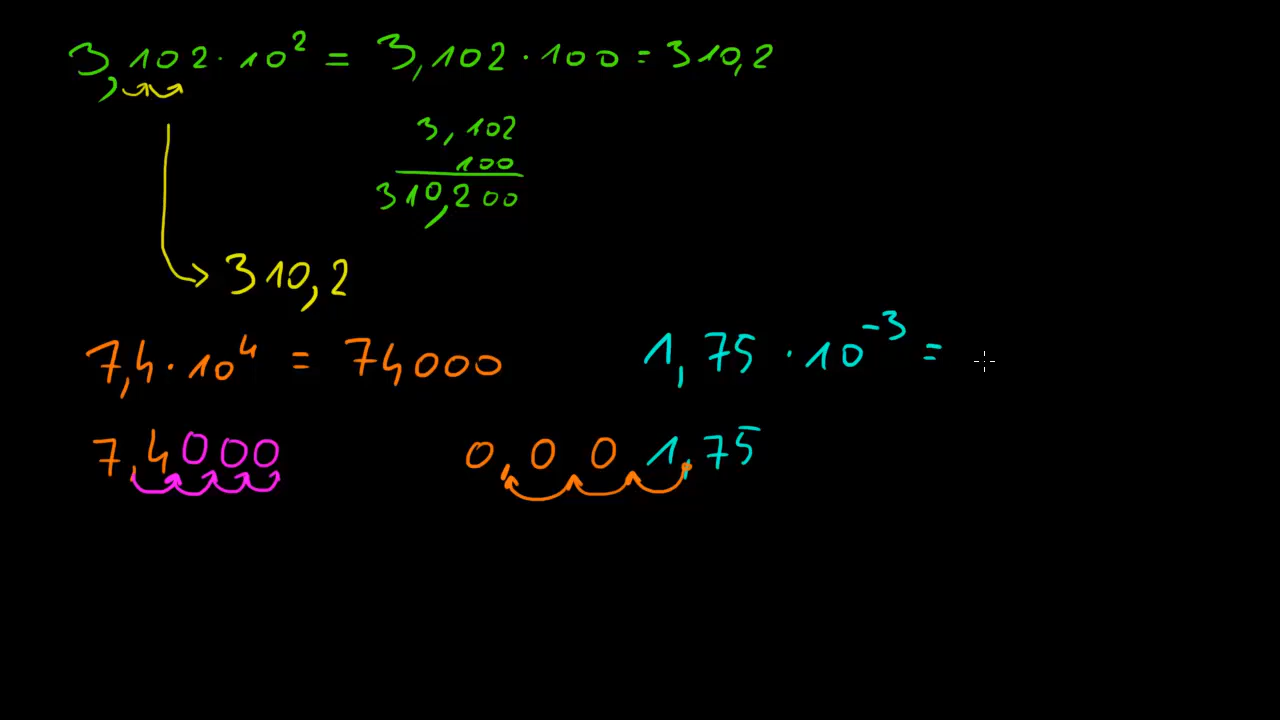 3,102 · 10² = 3,102 · 100 = 310,2
3,102
100
310,200
310,2
7,4 · 10⁴ = 74000
1,75 · 10⁻³ =
7,4000
0,001,75